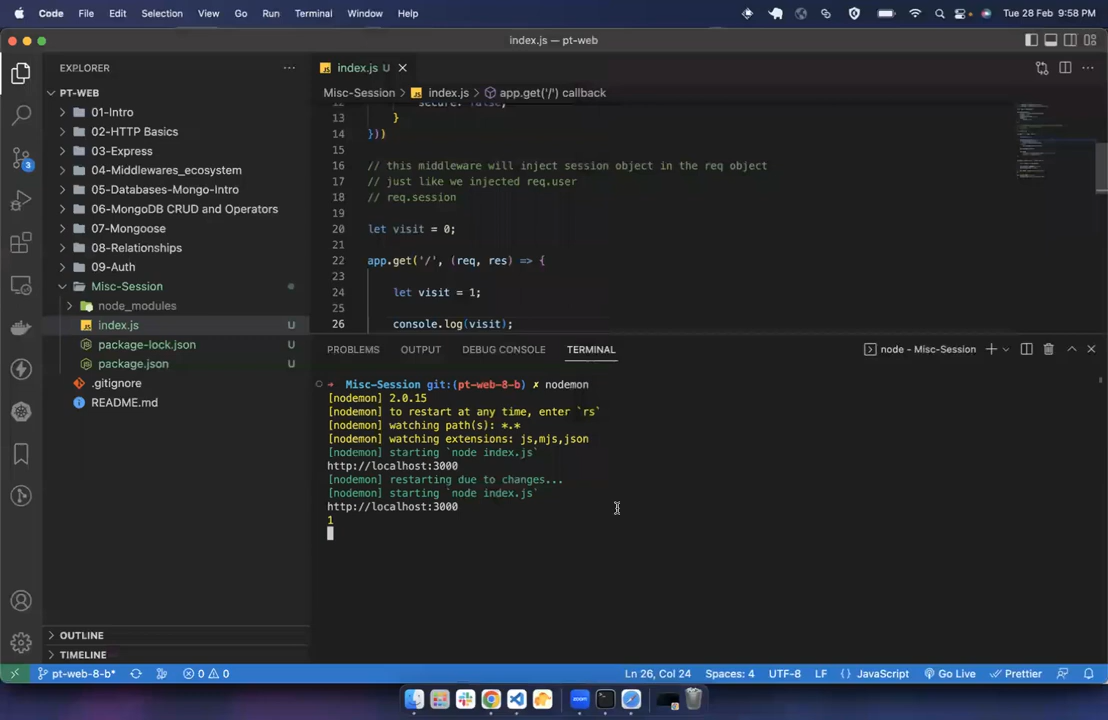 Code File Edit Selection View Go Run Terminal Window Help Tue 28 Feb 9:58 PM
index.js — pt-web
EXPLORER
PT-WEB
01-Intro
02-HTTP Basics
03-Express
04-Middlewares_ecosystem
05-Databases-Mongo-Intro
06-MongoDB CRUD and Operators
07-Mongoose
08-Relationships
09-Auth
Misc-Session
node_modules
JS index.js U
package-lock.json U
package.json U
.gitignore
README.md
OUTLINE
TIMELINE
3
JS index.js U
Misc-Session > JS index.js > app.get('/') callback
13 }
14 }))
15
16 // this middleware will inject session object in the req object
17 // just like we injected req.user
18 // req.session
19
20 let visit = 0;
21
22 app.get('/', (req, res) => {
23
24 let visit = 1;
25
26 console.log(visit);
PROBLEMS OUTPUT DEBUG CONSOLE TERMINAL node - Misc-Session
Misc-Session git:(pt-web-8-b) ✗ nodemon
[nodemon] 2.0.15
[nodemon] to restart at any time, enter `rs`
[nodemon] watching path(s): *.*
[nodemon] watching extensions: js,mjs,json
[nodemon] starting `node index.js`
http://localhost:3000
[nodemon] restarting due to changes...
[nodemon] starting `node index.js`
http://localhost:3000
1
pt-web-8-b* 0 0 Ln 26, Col 24 Spaces: 4 UTF-8 LF {} JavaScript Go Live Prettier
zoom